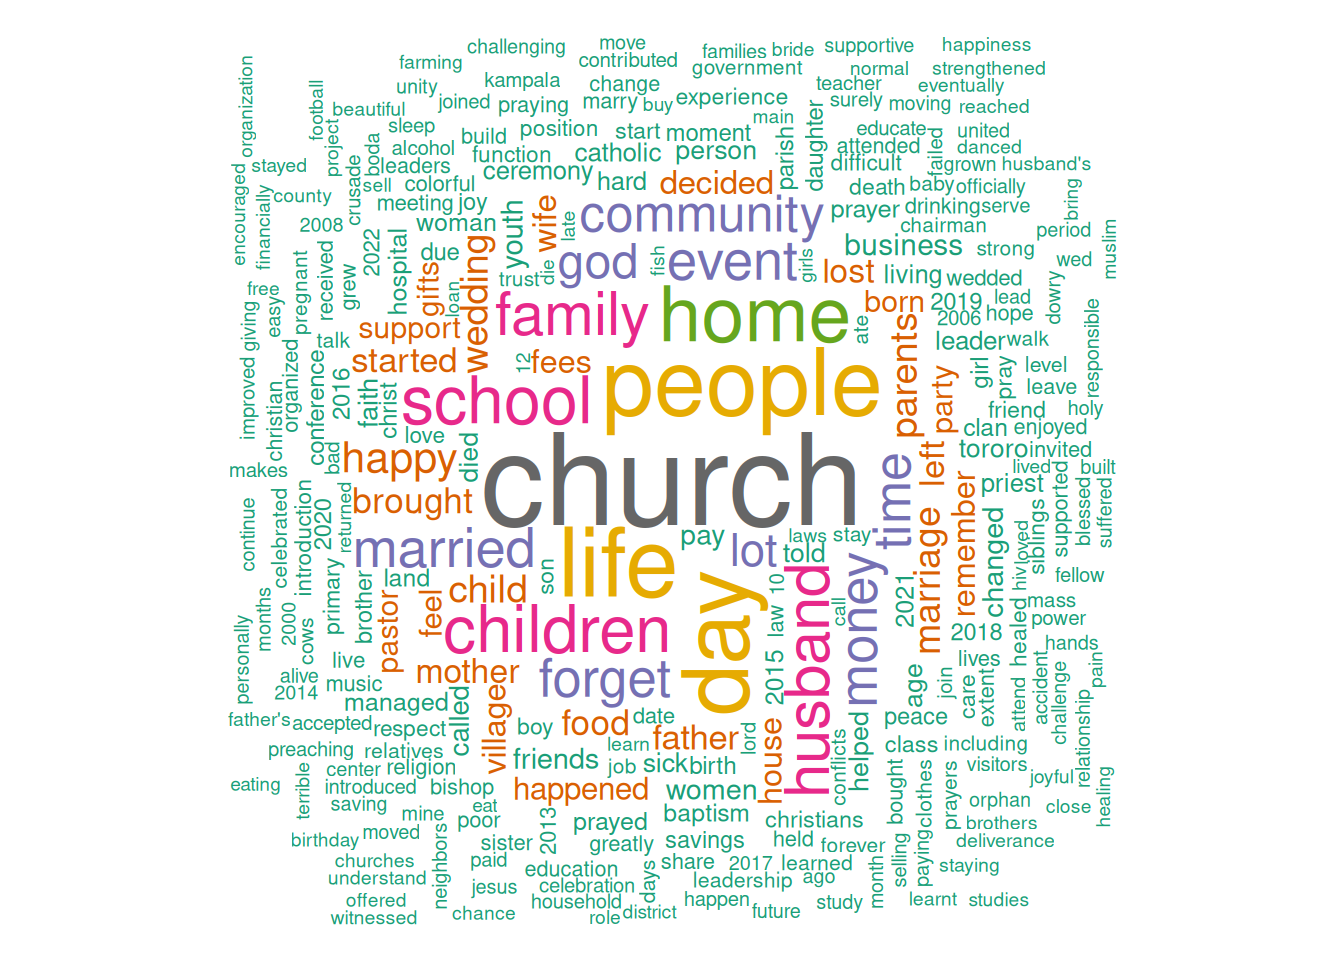 challenging
move
families
bride
supportive
happiness
farming
contributed
government
normal
strengthened
organization
unity
kampala
change
teacher
eventually
football
beautiful
joined
praying
marry
buy
experience
surely
moving
reached
main
project
boda
sleep
build
position
start
moment
parish
daughter
educate
united
alcohol
function
catholic
person
attended
failed
danced
stayed
leaders
ceremony
difficult
grown
husband's
encouraged
county
crusade
sell
colorful
hard
decided
death
baby
officially
bring
financially
2008
meeting
joy
youth
wife
late
community
prayer
drinking
serve
2022
woman
chairman
period
muslim
hospital
due
wedding
god
event
fish
girls
business
strong
wed
free
pregnant
received
grew
gifts
loan
trust
die
lost
living
wedded
giving
easye
family
home
born
2019
lead
dowry
improved
organized
talk
support
ate
2006
hope
responsible
christian
conference
2016
started
12
fees
parents
leader
walk
faith
christ
school
people
party
girl
pray
level
leave
love
friend
holy
makes
bad
happy
died
church
time
left
clan
enjoyed
tororo
invited
continue
celebrated
introduction
2020
returned
brought
marriage
remember
priest
lived
built
siblings
supported
blessed
suffered
married
life
pay
lot
laws
stay
told
changed
hiv
loved
months
2000
primary
brother
land
child
son
day
husband
law
10
money
call
2021
fellow
personally
cows
pastor
feel
children
2018
healed
mass
power
live
mother
forget
2015
age
lives
hands
alive
2014
music
managed
join
care
extent
attend
accident
challenge
pain
father's
accepted
respect
called
village
boy
food
date
lord
house
helped
peace
relationship
preaching
relatives
learn
father
conflicts
class
including
eating
terrible
center
religion
friends
job
sick
birth
visitors
joyful
introduced
bishop
happened
women
bought
clothes
prayers
orphan
close
healing
saving
mine
eat
poor
2013
prayed
baptism
christians
brothers
birthday
moved
neighbors
sister
greatly
savings
held
forever
selling
paying
deliverance
churches
paid
education
days
share
2017
learned
month
staying
understand
jesus
celebration
leadership
ago
offered
household
happen
study
learnt
studies
witnessed
chance
role
district
future